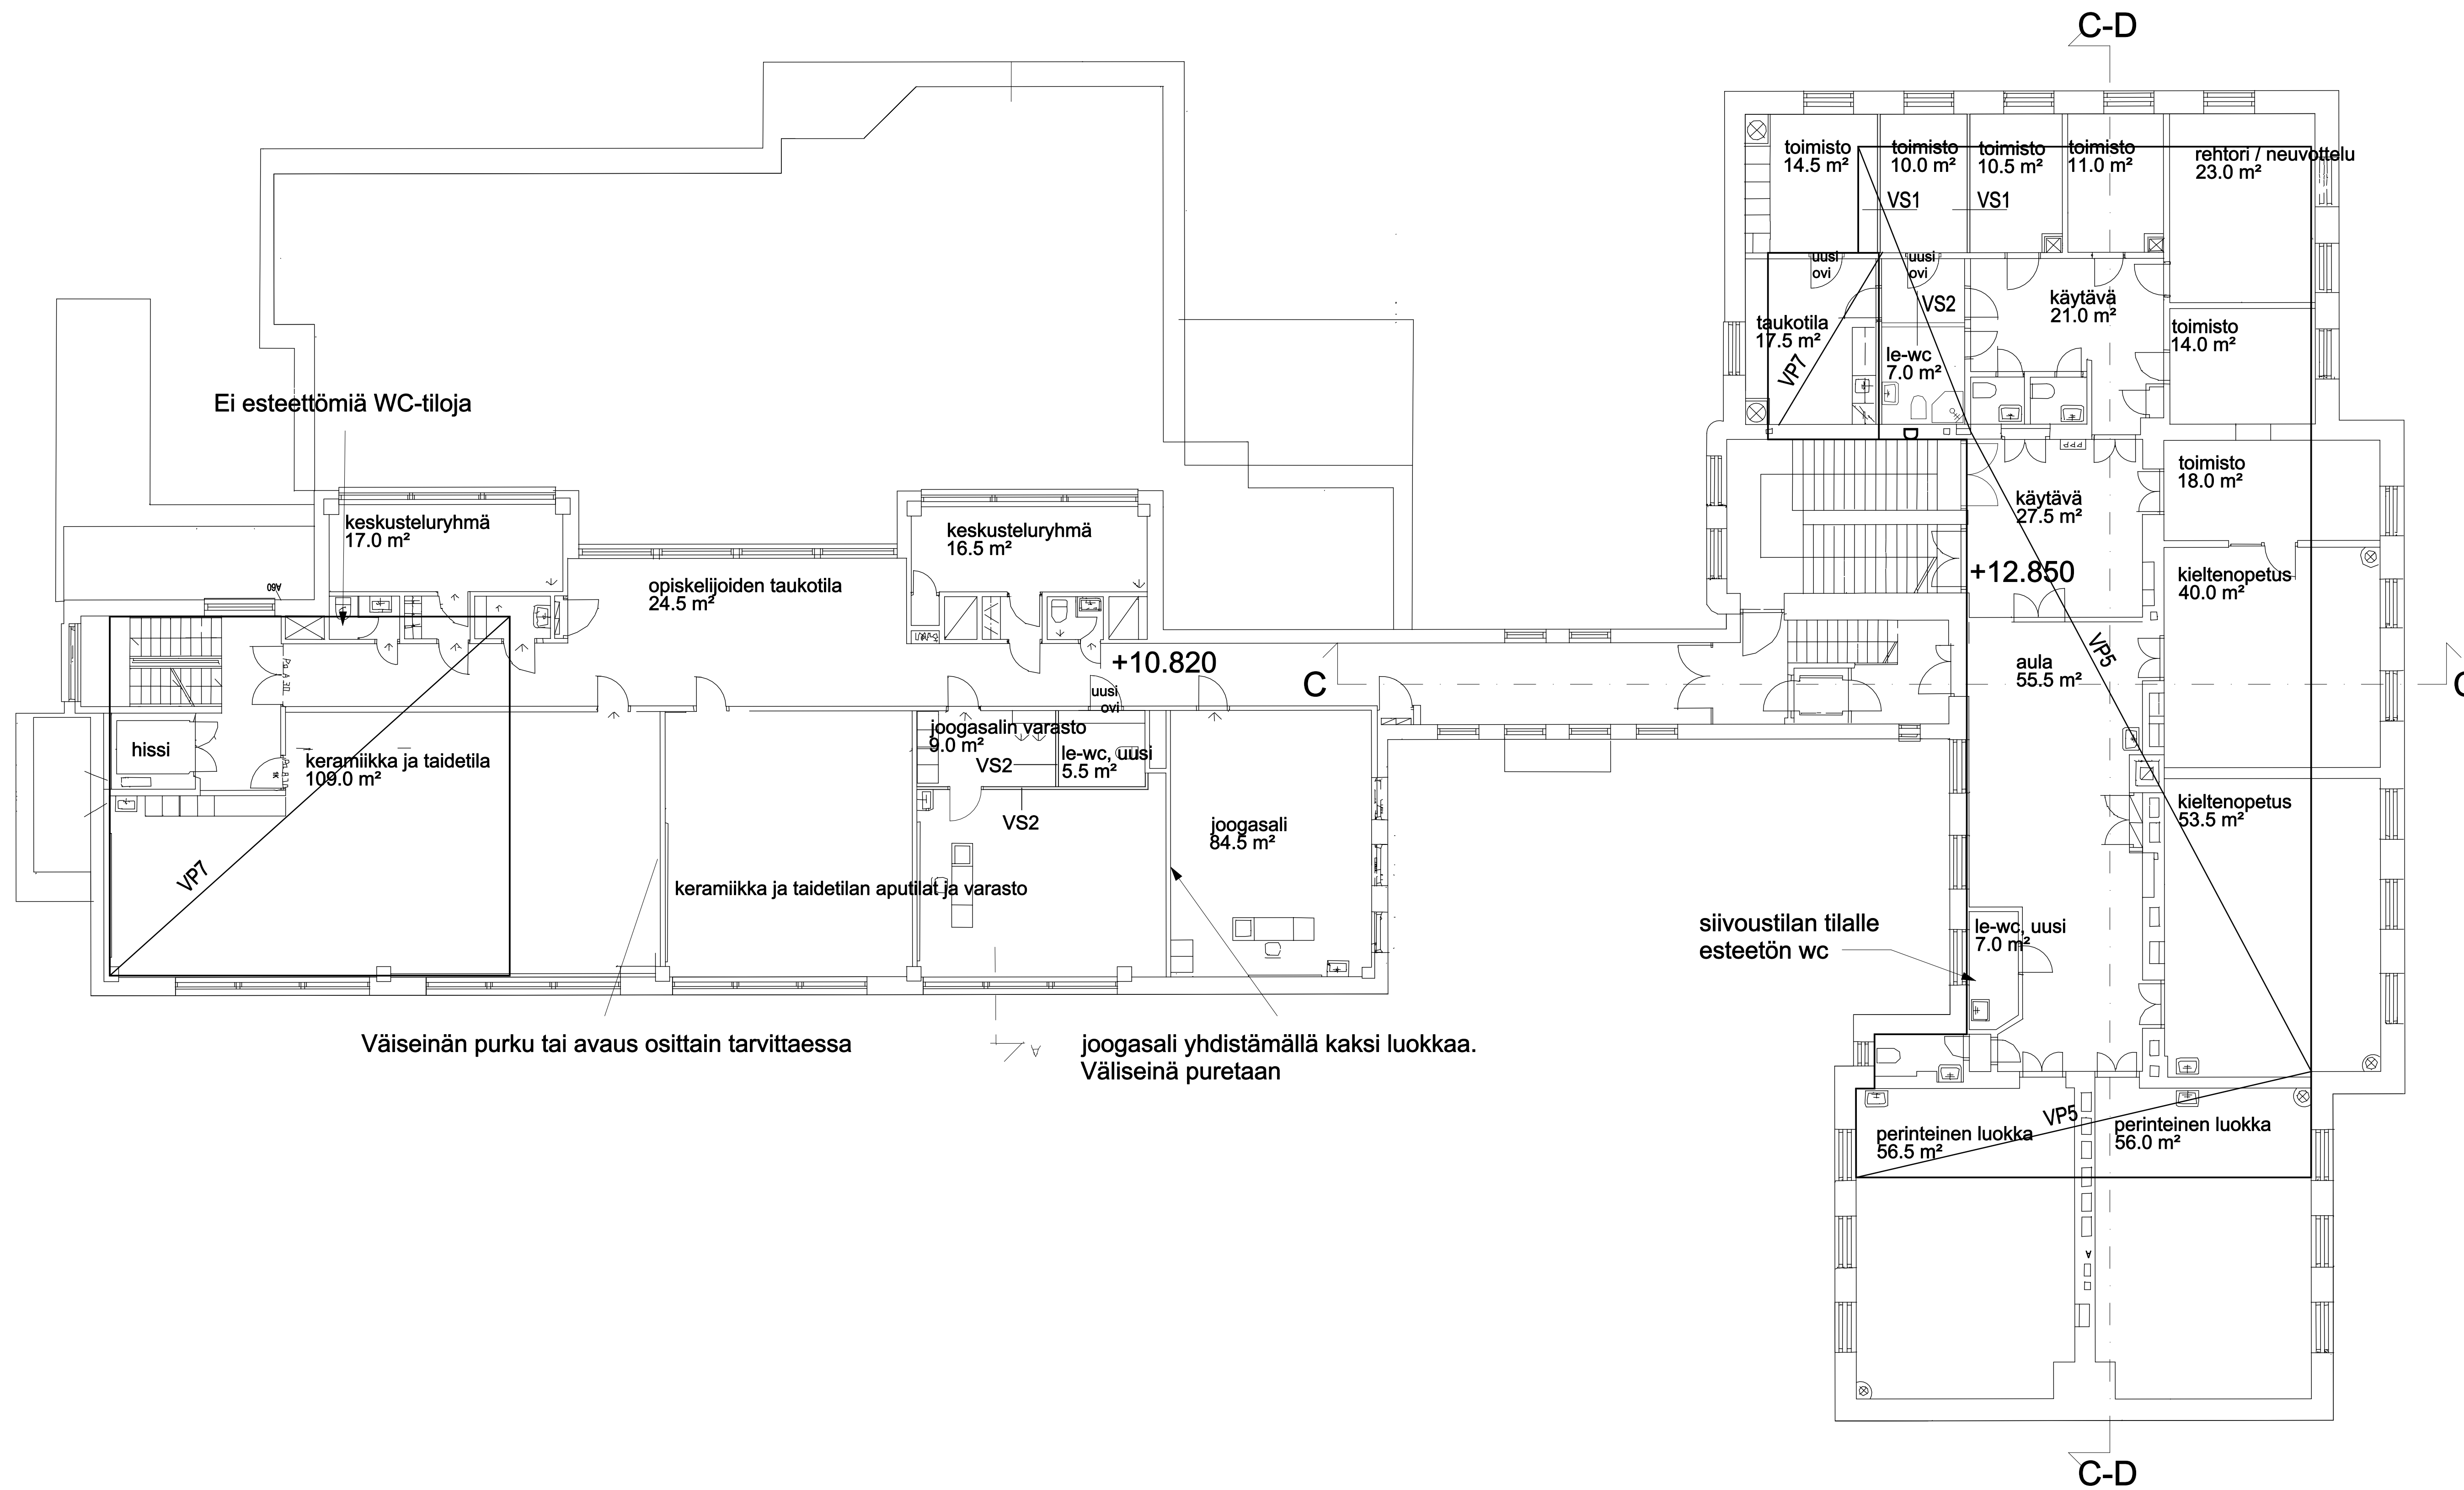 C-D
toimisto
14.5 m²
toimisto
10.0 m²
toimisto
10.5 m²
toimisto
11.0 m²
rehtori / neuvottelu
23.0 m²
VS1
VS1
uusi
ovi
uusi
ovi
VS2
käytävä
21.0 m²
taukotila
17.5 m²
VP7
le-wc
7.0 m²
toimisto
14.0 m²
D
PPP
toimisto
18.0 m²
käytävä
27.5 m²
+12.850
kieltenopetus
40.0 m²
VP5
aula
55.5 m²
C
Ei esteettömiä WC-tiloja
keskusteluryhmä
17.0 m²
keskusteluryhmä
16.5 m²
opiskelijoiden taukotila
24.5 m²
A60
+10.820
C
uusi
ovi
hissi
keramiikka ja taidetila
109.0 m²
joogasalin varasto
9.0 m²
VS2
le-wc, uusi
5.5 m²
VS2
joogasali
84.5 m²
kieltenopetus
53.5 m²
VP7
keramiikka ja taidetilan aputilat ja varasto
siivoustilan tilalle
esteetön wc
le-wc, uusi
7.0 m²
Väiseinän purku tai avaus osittain tarvittaessa
A
joogasali yhdistämällä kaksi luokkaa.
Väliseinä puretaan
VP5
perinteinen luokka
56.5 m²
perinteinen luokka
56.0 m²
A
C-D